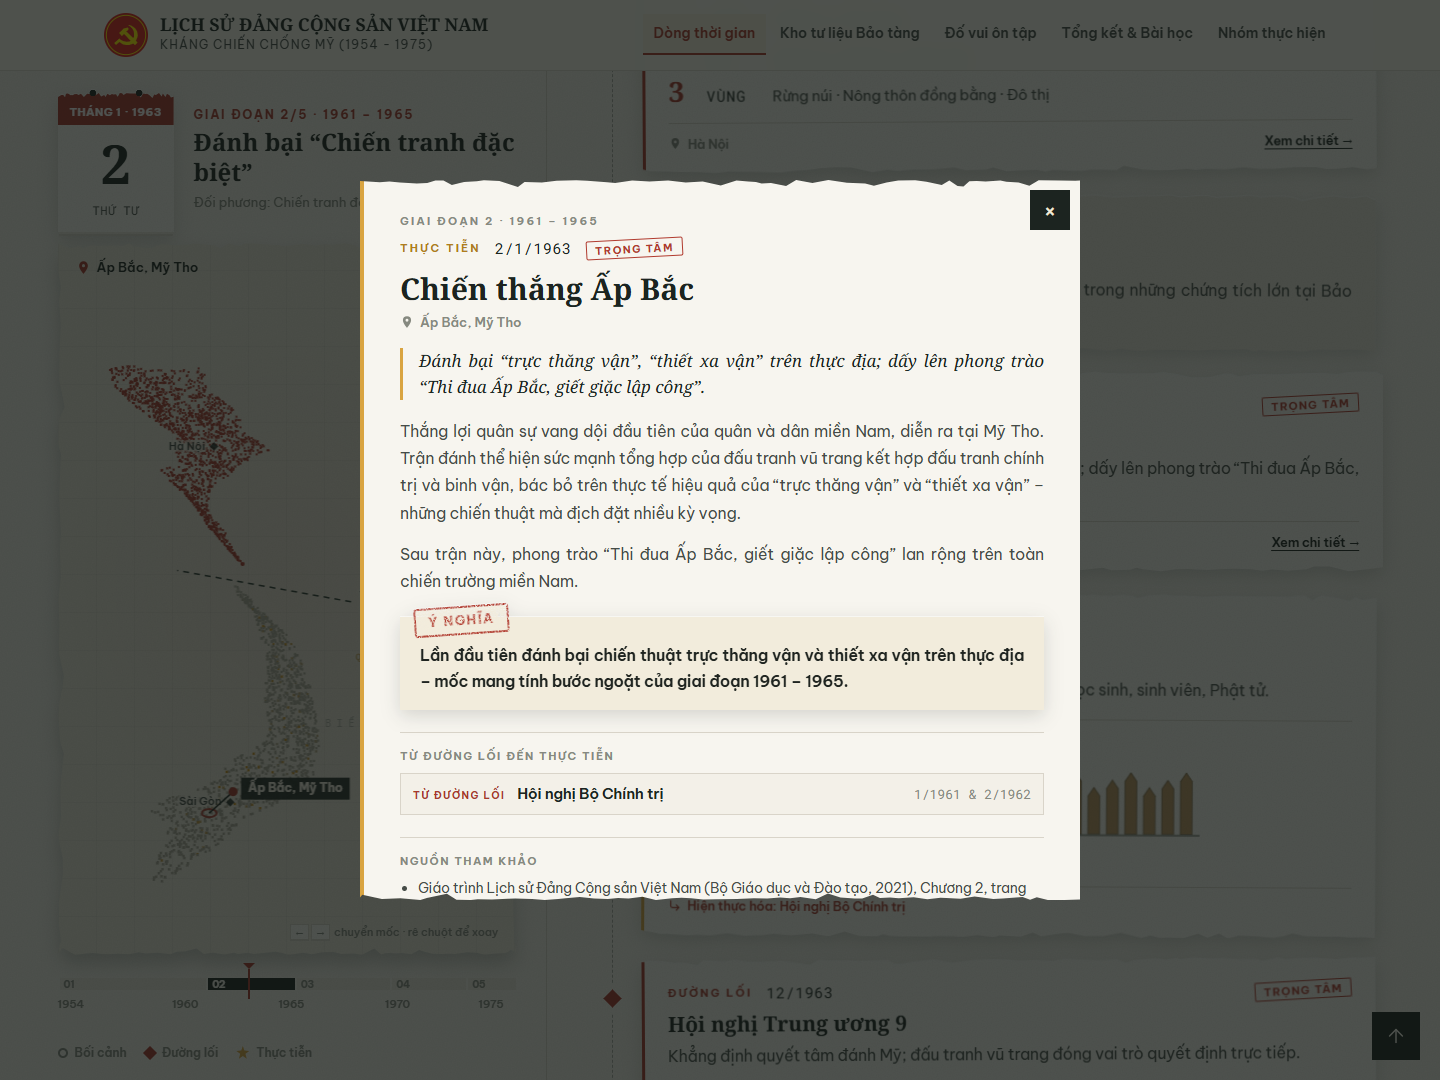 LỊCH SỬ ĐẢNG CỘNG SẢN VIỆT NAM
KHÁNG CHIẾN CHỐNG MỸ (1954 - 1975)
Dòng thời gian
Kho tư liệu Bảo tàng
Đố vui ôn tập
Tổng kết & Bài học
Nhóm thực hiện
THÁNG 1 · 1963
2
THỨ TƯ
GIAI ĐOẠN 2/5 · 1961 – 1965
Đánh bại “Chiến tranh đặc
biệt”
Đối phương: Chiến tranh
Ấp Bắc, Mỹ Tho
Hà Nội
Sài Gòn
Ấp Bắc, Mỹ Tho
← → chuyển mốc · rê chuột để xoay
01 02 03 04 05
1954 1960 1965 1970 1975
Bối cảnh
Đường lối
Thực tiễn
3 VÙNG Rừng núi · Nông thôn đồng bằng · Đô thị
Hà Nội
Xem chi tiết →
trong những chứng tích lớn tại Bảo
TRỌNG TÂM
; dấy lên phong trào “Thi đua Ấp Bắc,
Xem chi tiết →
học sinh, sinh viên, Phật tử.
↳ Hiện thực hóa: Hội nghị Bộ Chính trị
ĐƯỜNG LỐI 12/1963
TRỌNG TÂM
Hội nghị Trung ương 9
Khẳng định quyết tâm đánh Mỹ; đấu tranh vũ trang đóng vai trò quyết định trực tiếp.
×
GIAI ĐOẠN 2 · 1961 – 1965
THỰC TIỄN 2/1/1963 TRỌNG TÂM
Chiến thắng Ấp Bắc
Ấp Bắc, Mỹ Tho
Đánh bại “trực thăng vận”, “thiết xa vận” trên thực địa; dấy lên phong trào
“Thi đua Ấp Bắc, giết giặc lập công”.
Thắng lợi quân sự vang dội đầu tiên của quân và dân miền Nam, diễn ra tại Mỹ Tho.
Trận đánh thể hiện sức mạnh tổng hợp của đấu tranh vũ trang kết hợp đấu tranh chính
trị và binh vận, bác bỏ trên thực tế hiệu quả của “trực thăng vận” và “thiết xa vận” –
những chiến thuật mà địch đặt nhiều kỳ vọng.
Sau trận này, phong trào “Thi đua Ấp Bắc, giết giặc lập công” lan rộng trên toàn
chiến trường miền Nam.
Ý NGHĨA
Lần đầu tiên đánh bại chiến thuật trực thăng vận và thiết xa vận trên thực địa
– mốc mang tính bước ngoặt của giai đoạn 1961 – 1965.
TỪ ĐƯỜNG LỐI ĐẾN THỰC TIỄN
TỪ ĐƯỜNG LỐI Hội nghị Bộ Chính trị 1/1961 & 2/1962
NGUỒN THAM KHẢO
• Giáo trình Lịch sử Đảng Cộng sản Việt Nam (Bộ Giáo dục và Đào tạo, 2021), Chương 2, trang